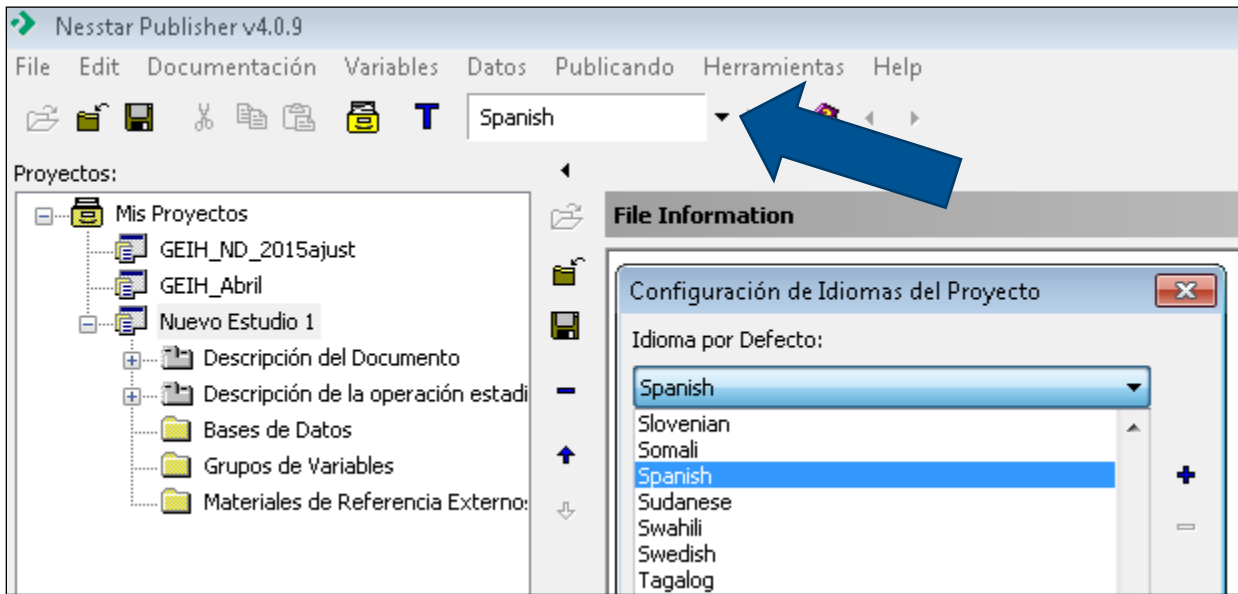 Nesstar Publisher v4.0.9
File Edit Documentación Variables Datos Publicando Herramientas Help
T Spanish
Proyectos:
Mis Proyectos
GEIH_ND_2015ajust
GEIH_Abril
Nuevo Estudio 1
Descripción del Documento
Descripción de la operación estadi
Bases de Datos
Grupos de Variables
Materiales de Referencia Externo
File Information
Configuración de Idiomas del Proyecto
Idioma por Defecto:
Spanish
Slovenian
Somali
Spanish
Sudanese
Swahili
Swedish
Tagalog